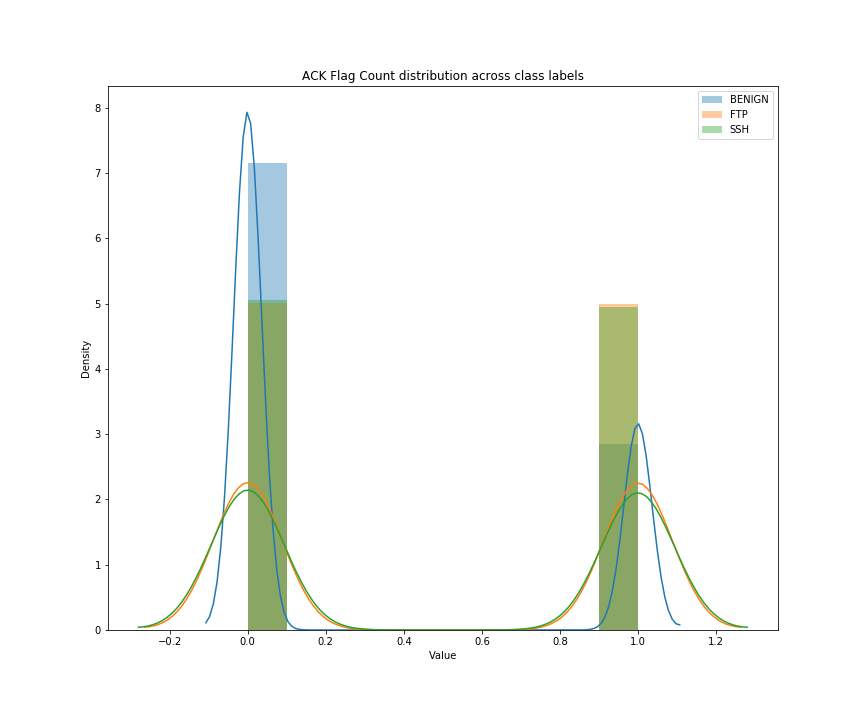 ACK Flag Count distribution across class labels
BENIGN
FTP
SSH
8
7
6
5
4
3
2
1
0
Density
−0.2
0.0
0.2
0.4
0.6
0.8
1.0
1.2
Value